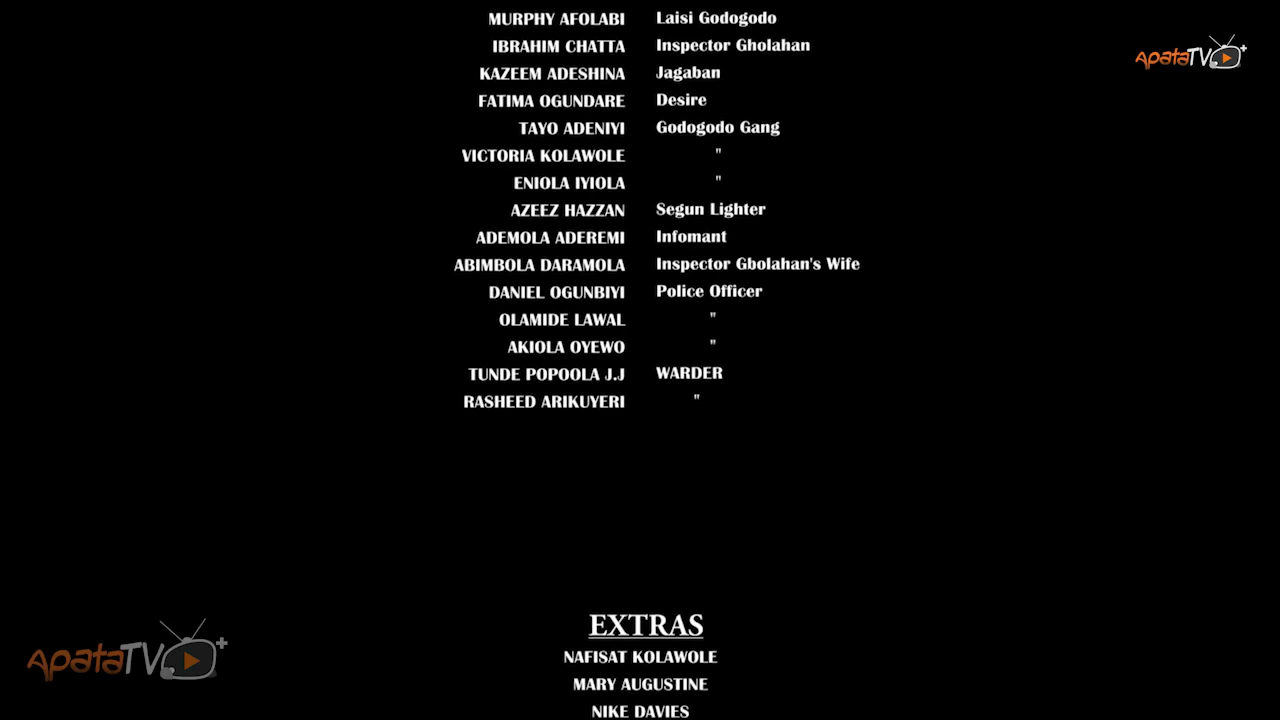 MURPHY AFOLABI Laisi Godogodo
IBRAHIM CHATTA Inspector Gholahan
KAZEEM ADESHINA Jagaban
FATIMA OGUNDARE Desire
TAYO ADENIYI Godogodo Gang
VICTORIA KOLAWOLE "
ENIOLA IYIOLA "
AZEEZ HAZZAN Segun Lighter
ADEMOLA ADEREMI Infomant
ABIMBOLA DARAMOLA Inspector Gbolahan's Wife
DANIEL OGUNBIYI Police Officer
OLAMIDE LAWAL "
AKIOLA OYEWO "
TUNDE POPOOLA J.J WARDER
RASHEED ARIKUYERI "
ApataTV+
EXTRAS
NAFISAT KOLAWOLE
MARY AUGUSTINE
NIKE DAVIES
ApataTV+